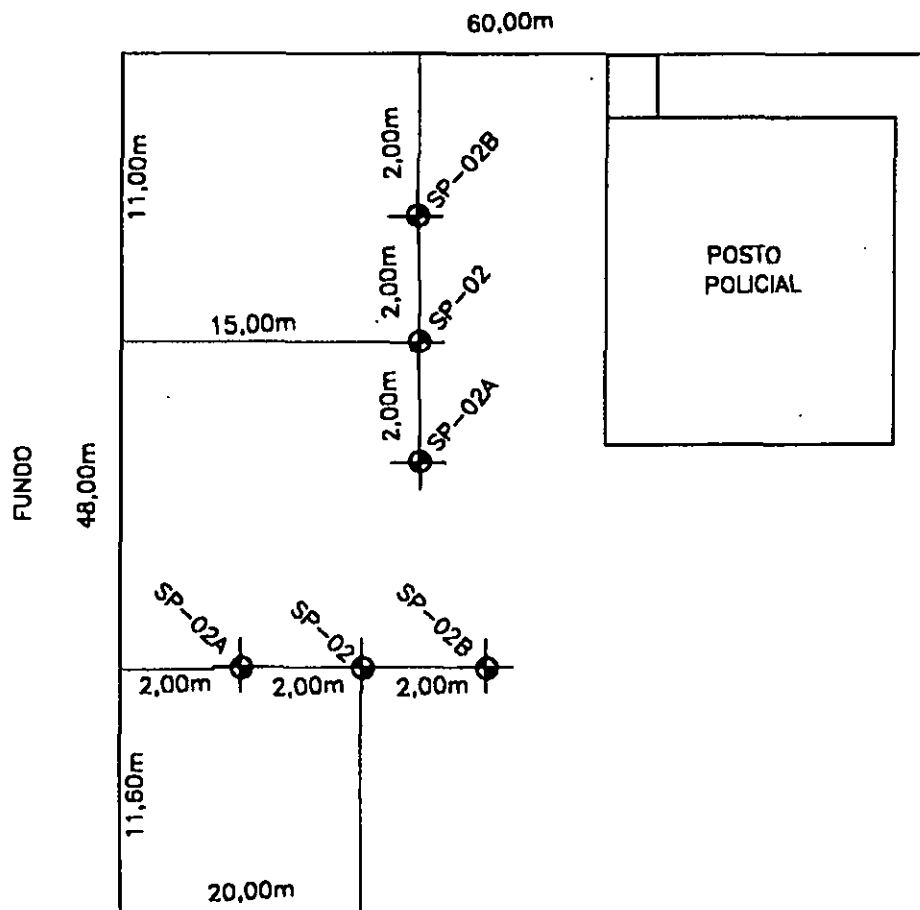 60,00m
11,00m
2,00m
SP-02B
2,00m
SP-02
15,00m
2,00m
SP-02A
POSTO
POLICIAL
FUNDO
48,00m
SP-02A
SP-02
SP-02B
2,00m
2,00m
2,00m
11,60m
20,00m